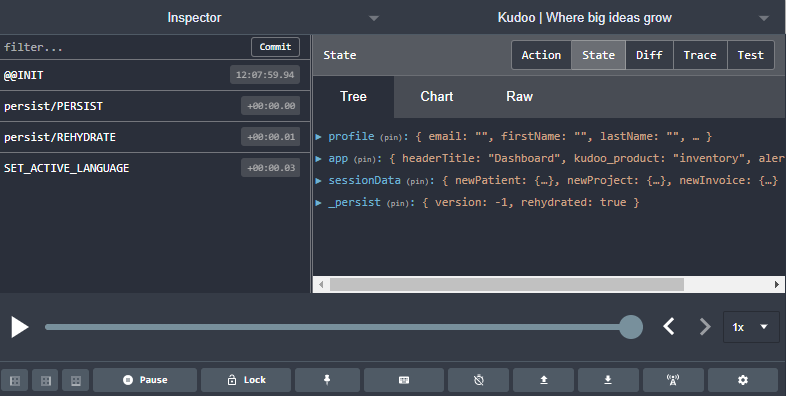 Inspector
Kudoo | Where big ideas grow
filter...
Commit
@@INIT
12:07:59.94
persist/PERSIST
+00:00.00
persist/REHYDRATE
+00:00.01
SET_ACTIVE_LANGUAGE
+00:00.03
State
Action
State
Diff
Trace
Test
Tree
Chart
Raw
profile (pin): { email: "", firstName: "", lastName: "", … }
app (pin): { headerTitle: "Dashboard", kudoo_product: "inventory", aler
sessionData (pin): { newPatient: {…}, newProject: {…}, newInvoice: {…}
_persist (pin): { version: -1, rehydrated: true }
1x
Pause
Lock